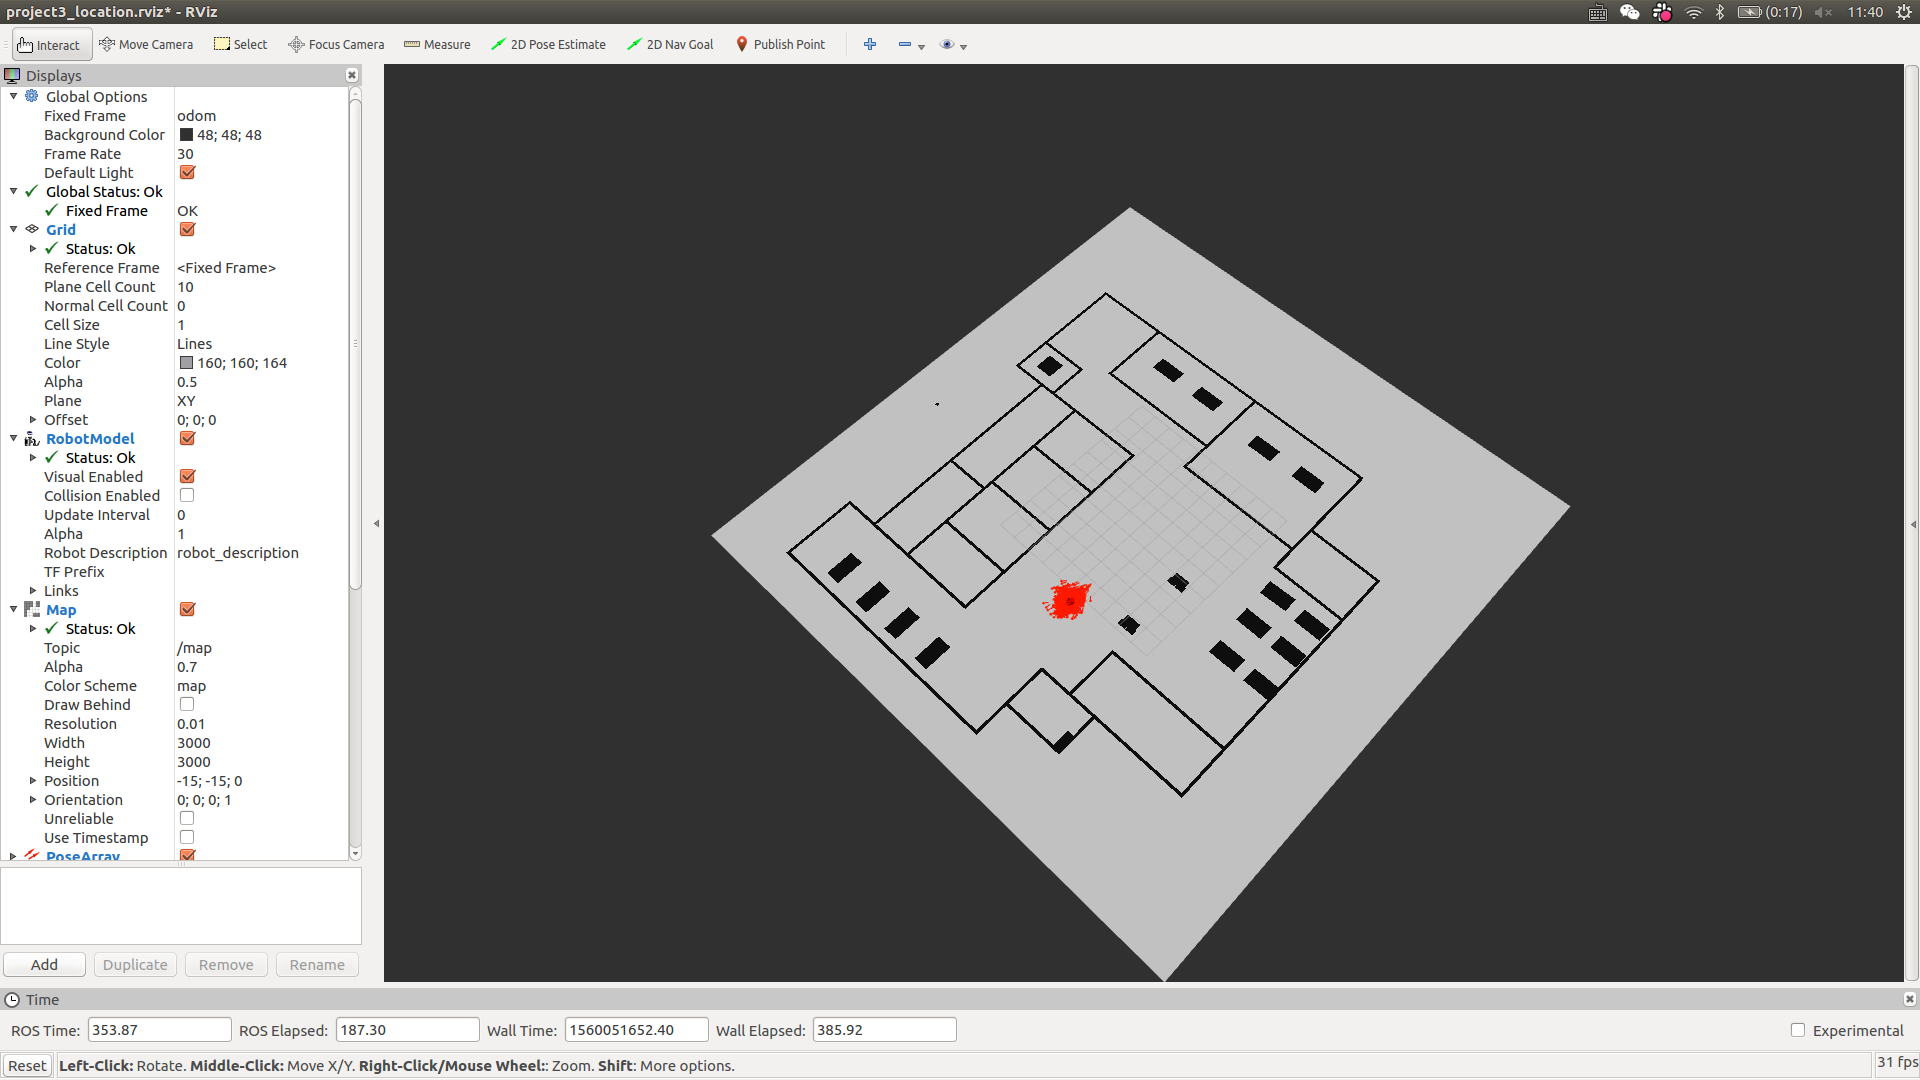 project3_location.rviz* - RViz
(0:17) 11:40
Interact Move Camera Select Focus Camera Measure 2D Pose Estimate 2D Nav Goal Publish Point
Displays
Global Options
Fixed Frame odom
Background Color 48; 48; 48
Frame Rate 30
Default Light
Global Status: Ok
Fixed Frame OK
Grid
Status: Ok
Reference Frame <Fixed Frame>
Plane Cell Count 10
Normal Cell Count 0
Cell Size 1
Line Style Lines
Color 160; 160; 164
Alpha 0.5
Plane XY
Offset 0; 0; 0
RobotModel
Status: Ok
Visual Enabled
Collision Enabled
Update Interval 0
Alpha 1
Robot Description robot_description
TF Prefix
Links
Map
Status: Ok
Topic /map
Alpha 0.7
Color Scheme map
Draw Behind
Resolution 0.01
Width 3000
Height 3000
Position -15; -15; 0
Orientation 0; 0; 0; 1
Unreliable
Use Timestamp
PoseArray
Add Duplicate Remove Rename
Time
ROS Time: 353.87 ROS Elapsed: 187.30 Wall Time: 1560051652.40 Wall Elapsed: 385.92 Experimental
Reset Left-Click: Rotate. Middle-Click: Move X/Y. Right-Click/Mouse Wheel:: Zoom. Shift: More options. 31 fps